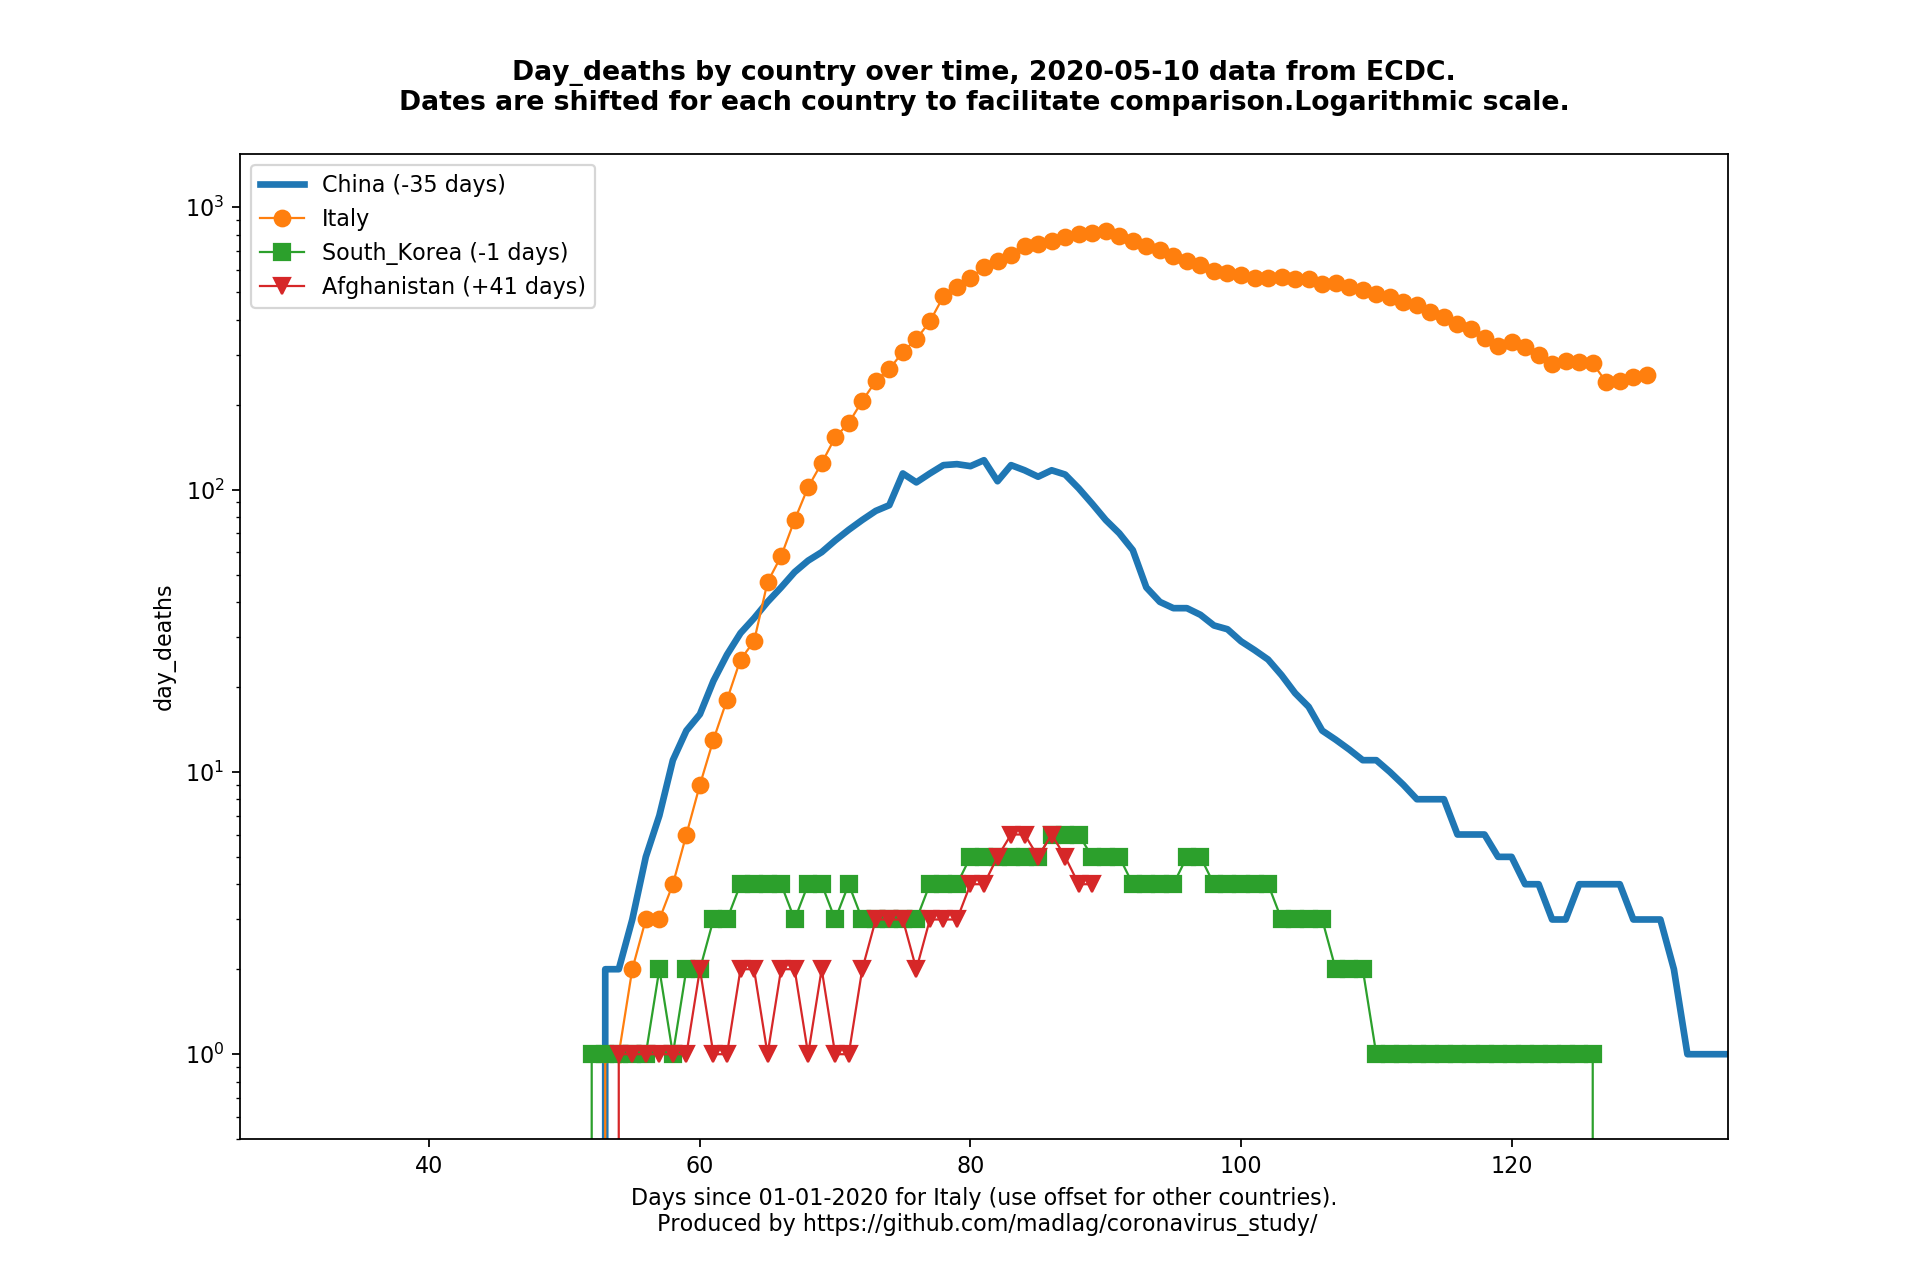 Day_deaths by country over time, 2020-05-10 data from ECDC.
Dates are shifted for each country to facilitate comparison.Logarithmic scale.
China (-35 days)
Italy
South_Korea (-1 days)
Afghanistan (+41 days)
10³
10²
10¹
10⁰
day_deaths
40 60 80 100 120
Days since 01-01-2020 for Italy (use offset for other countries).
Produced by https://github.com/madlag/coronavirus_study/